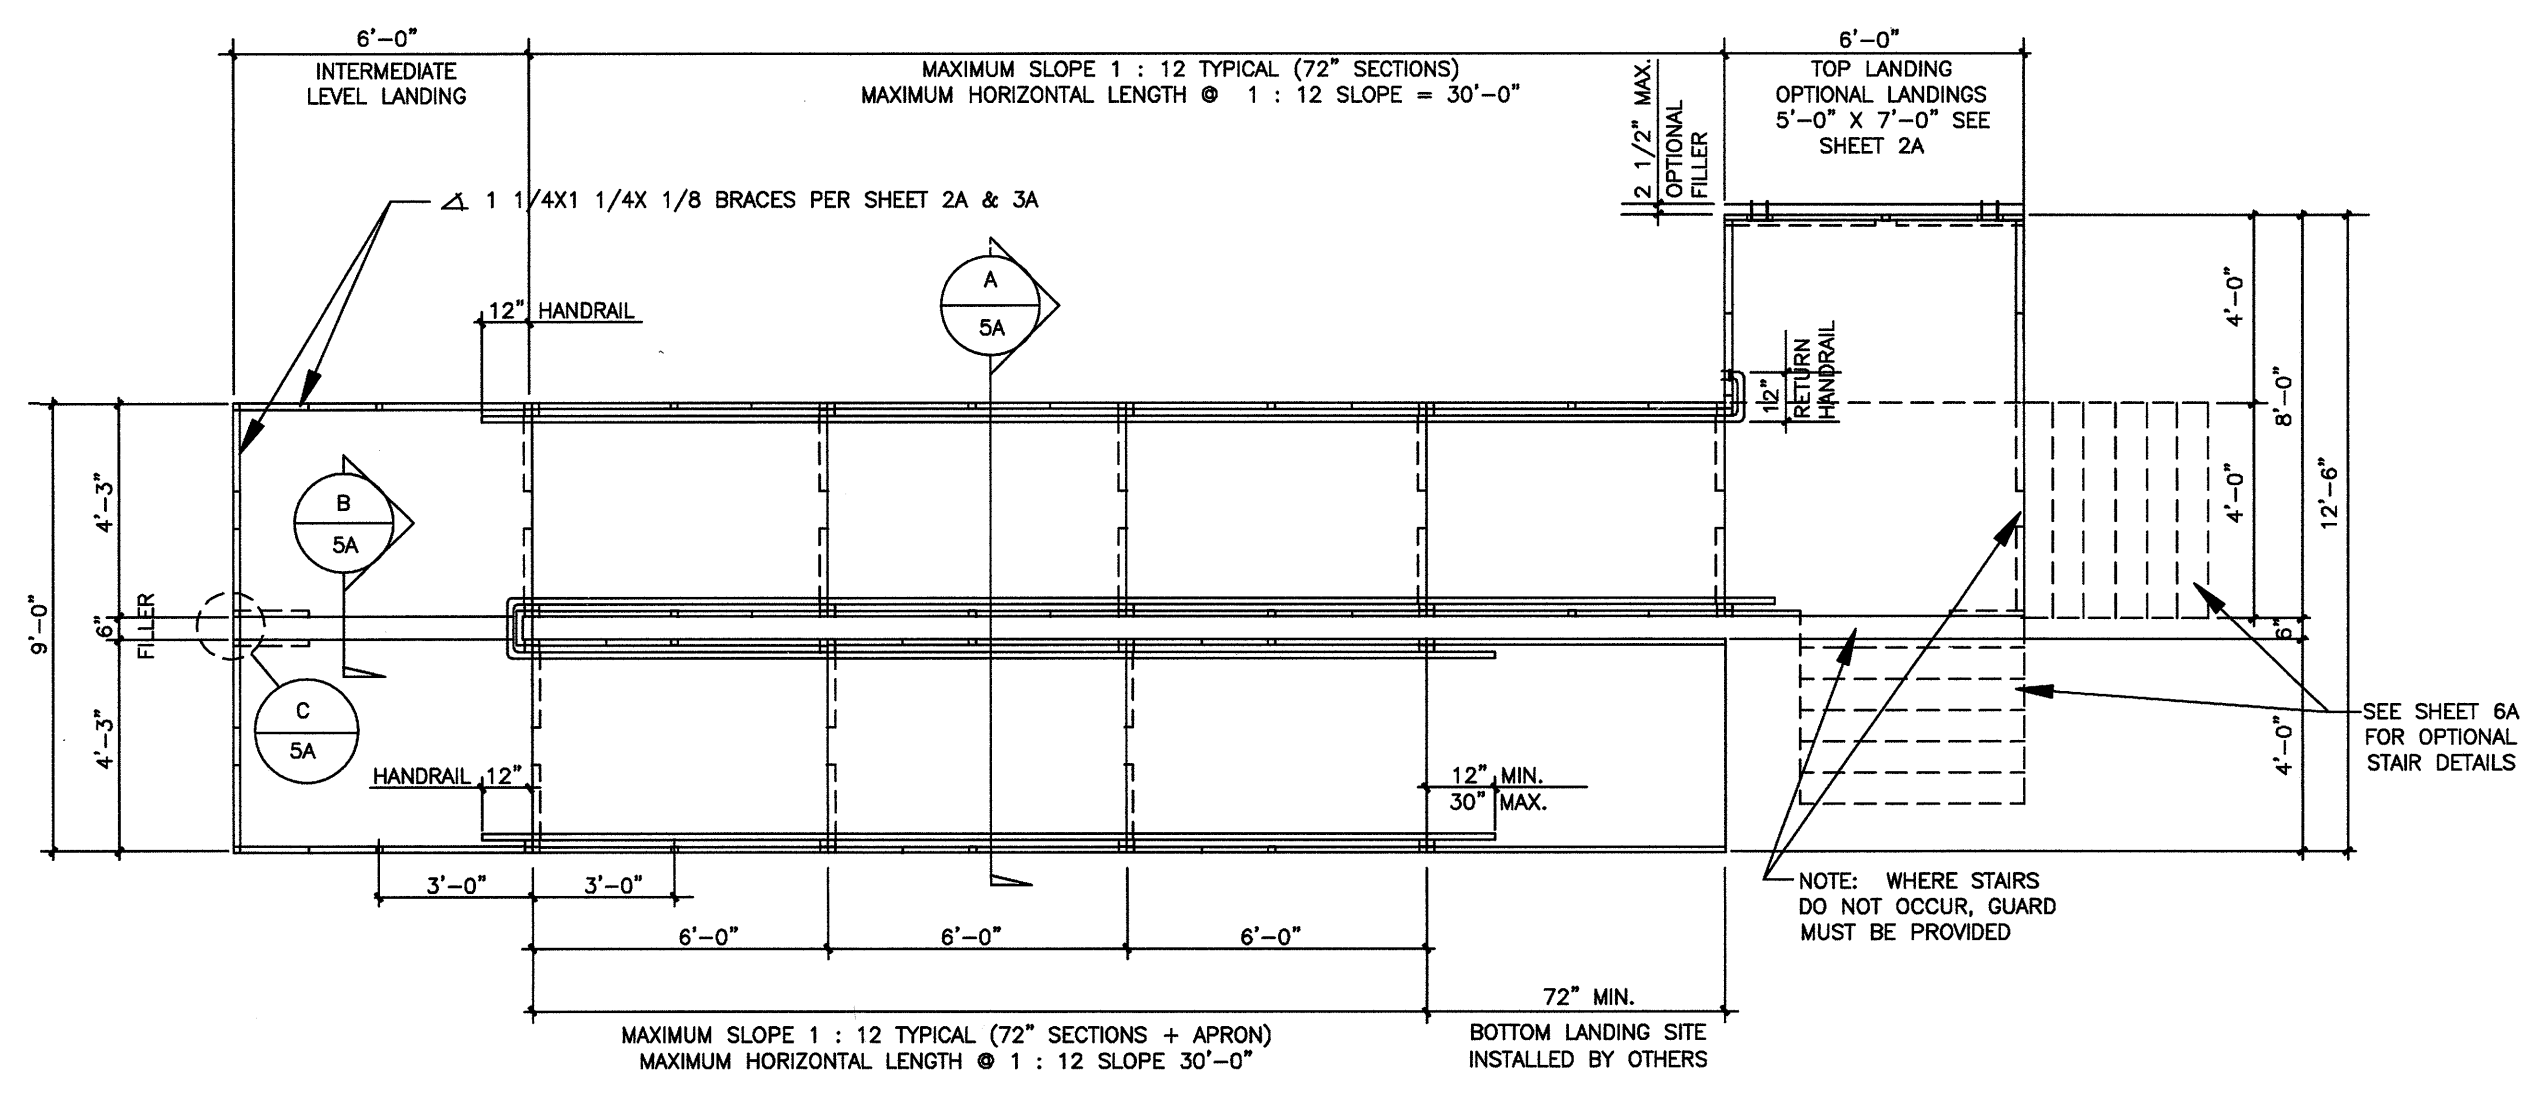 6'-0"
INTERMEDIATE
LEVEL LANDING
MAXIMUM SLOPE 1 : 12 TYPICAL (72" SECTIONS)
MAXIMUM HORIZONTAL LENGTH @ 1 : 12 SLOPE = 30'-0"
6'-0"
TOP LANDING
OPTIONAL LANDINGS
5'-0" X 7'-0" SEE
SHEET 2A
2 1/2" MAX.
OPTIONAL
FILLER
1 1/4X1 1/4X 1/8 BRACES PER SHEET 2A & 3A
A
5A
12" HANDRAIL
12"
RETURN
HANDRAIL
4'-0"
8'-0"
12'-6"
4'-0"
6"
4'-0"
B
5A
4'-3"
9'-0"
6"
FILLER
4'-3"
C
5A
HANDRAIL 12"
12" MIN.
30" MAX.
SEE SHEET 6A
FOR OPTIONAL
STAIR DETAILS
NOTE: WHERE STAIRS
DO NOT OCCUR, GUARD
MUST BE PROVIDED
3'-0"
3'-0"
6'-0"
6'-0"
6'-0"
72" MIN.
MAXIMUM SLOPE 1 : 12 TYPICAL (72" SECTIONS + APRON)
MAXIMUM HORIZONTAL LENGTH @ 1 : 12 SLOPE 30'-0"
BOTTOM LANDING SITE
INSTALLED BY OTHERS